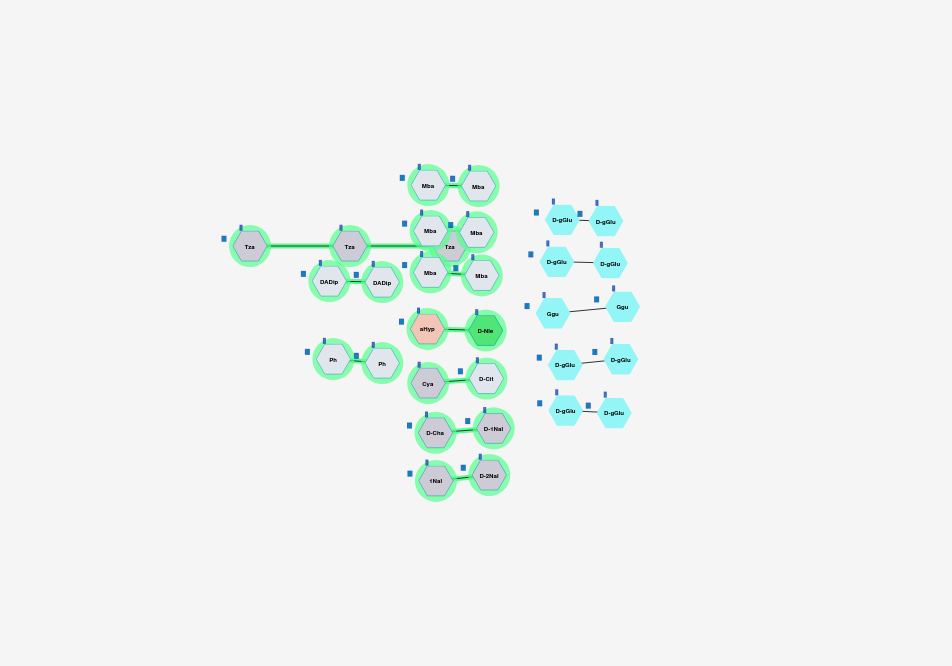 Mba Mba
D-gGlu D-gGlu
Mba Mba
Tza Tza Tza
D-gGlu D-gGlu
Mba Mba
DADip DADip
Ggu Ggu
aHyp D-Nle
Ph Ph
D-gGlu D-gGlu
Cya D-Cit
D-gGlu D-gGlu
D-Cha D-1Nal
1Nal D-2Nal